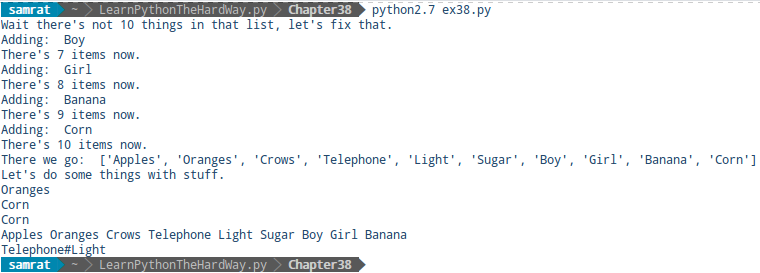 samrat ~ LearnPythonTheHardWay.py Chapter38 python2.7 ex38.py
Wait there's not 10 things in that list, let's fix that.
Adding:  Boy
There's 7 items now.
Adding:  Girl
There's 8 items now.
Adding:  Banana
There's 9 items now.
Adding:  Corn
There's 10 items now.
There we go:  ['Apples', 'Oranges', 'Crows', 'Telephone', 'Light', 'Sugar', 'Boy', 'Girl', 'Banana', 'Corn']
Let's do some things with stuff.
Oranges
Corn
Corn
Apples Oranges Crows Telephone Light Sugar Boy Girl Banana
Telephone#Light
samrat ~ LearnPythonTheHardWay.py Chapter38